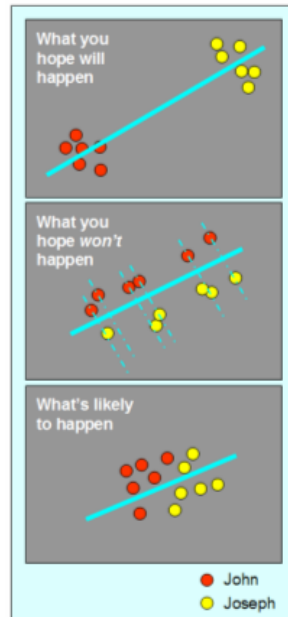 What you
hope will
happen
What you
hope won't
happen
What's likely
to happen
John
Joseph